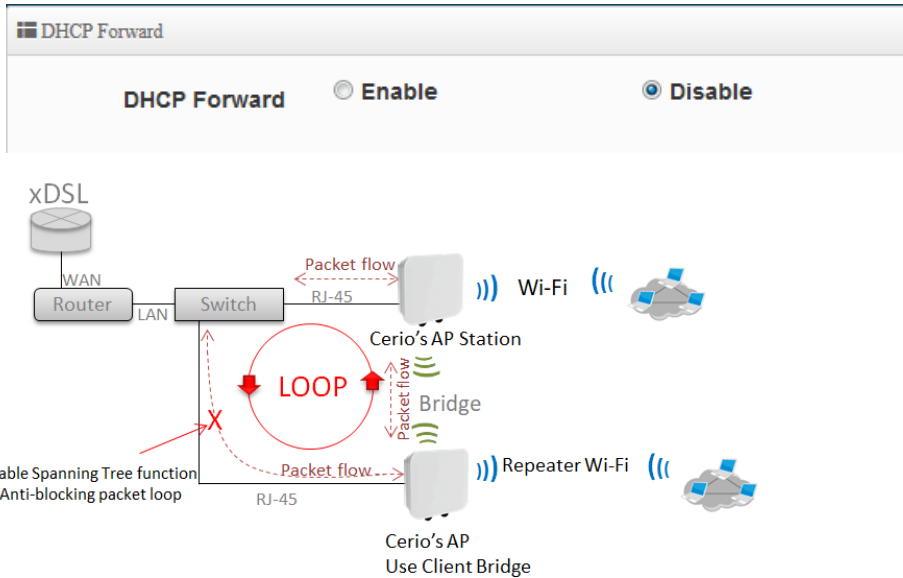 DHCP Forward
DHCP Forward Enable Disable
xDSL
WAN
Router
LAN
Switch
Packet flow
RJ-45
Wi-Fi
Cerio's AP Station
LOOP
Packet flow
Bridge
Packet flow
RJ-45
Repeater Wi-Fi
able Spanning Tree function
Anti-blocking packet loop
Cerio's AP
Use Client Bridge